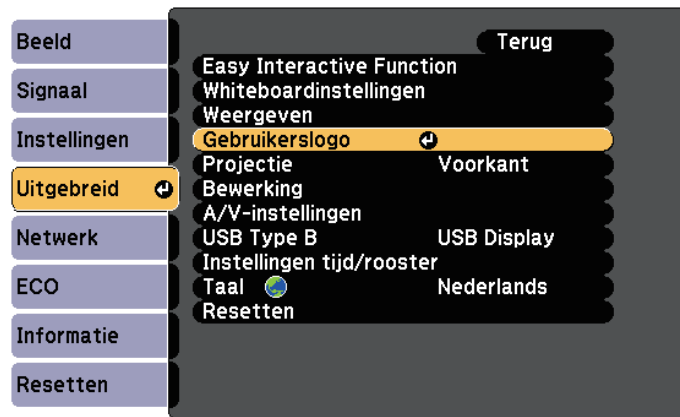 Beeld
Signaal
Instellingen
Uitgebreid
Netwerk
ECO
Informatie
Resetten
Terug
Easy Interactive Function
Whiteboardinstellingen
Weergeven
Gebruikerslogo
Projectie Voorkant
Bewerking
A/V-instellingen
USB Type B USB Display
Instellingen tijd/rooster
Taal Nederlands
Resetten